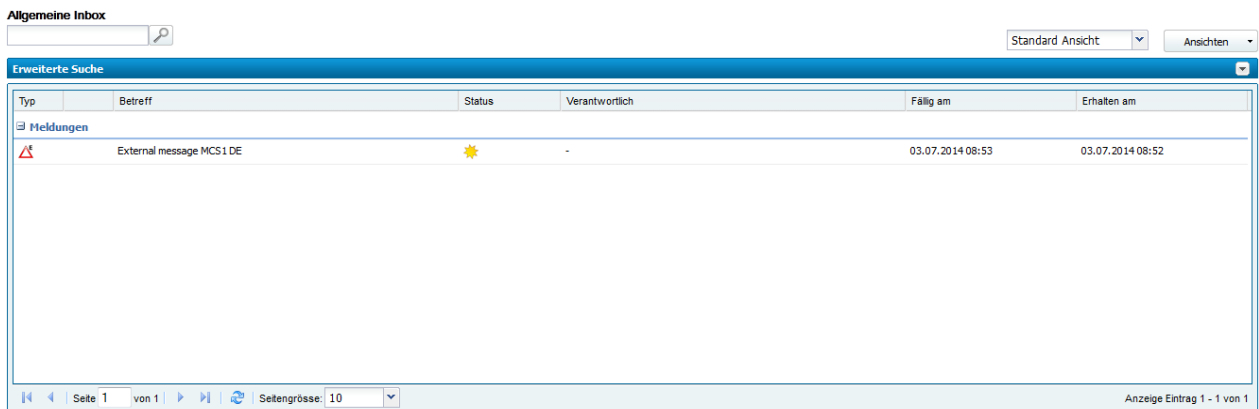 Allgemeine Inbox
Standard Ansicht Ansichten
Erweiterte Suche
Typ Betreff Status Verantwortlich Fällig am Erhalten am
Meldungen
E External message MCS1 DE - 03.07.2014 08:53 03.07.2014 08:52
Seite 1 von 1 Seitengrösse: 10 Anzeige Eintrag 1 - 1 von 1